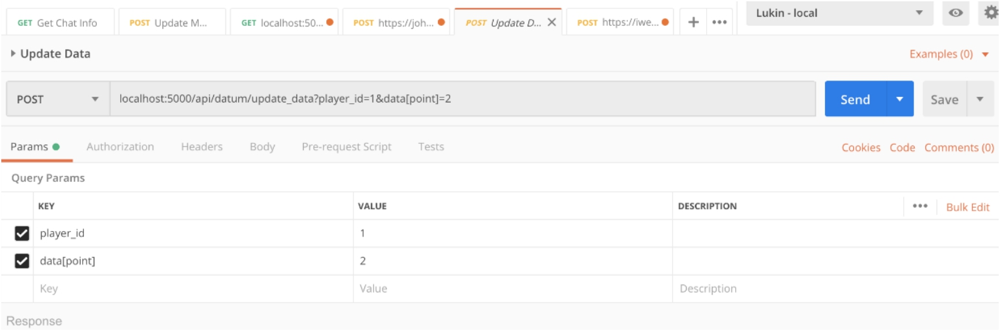 GET Get Chat Info POST Update M... GET localhost:50... POST https://joh... POST Update D... POST https://iwe... Lukin - local
Update Data Examples (0)
POST localhost:5000/api/datum/update_data?player_id=1&data[point]=2 Send Save
Params Authorization Headers Body Pre-request Script Tests Cookies Code Comments (0)
Query Params
KEY VALUE DESCRIPTION Bulk Edit
player_id 1
data[point] 2
Key Value Description
Response